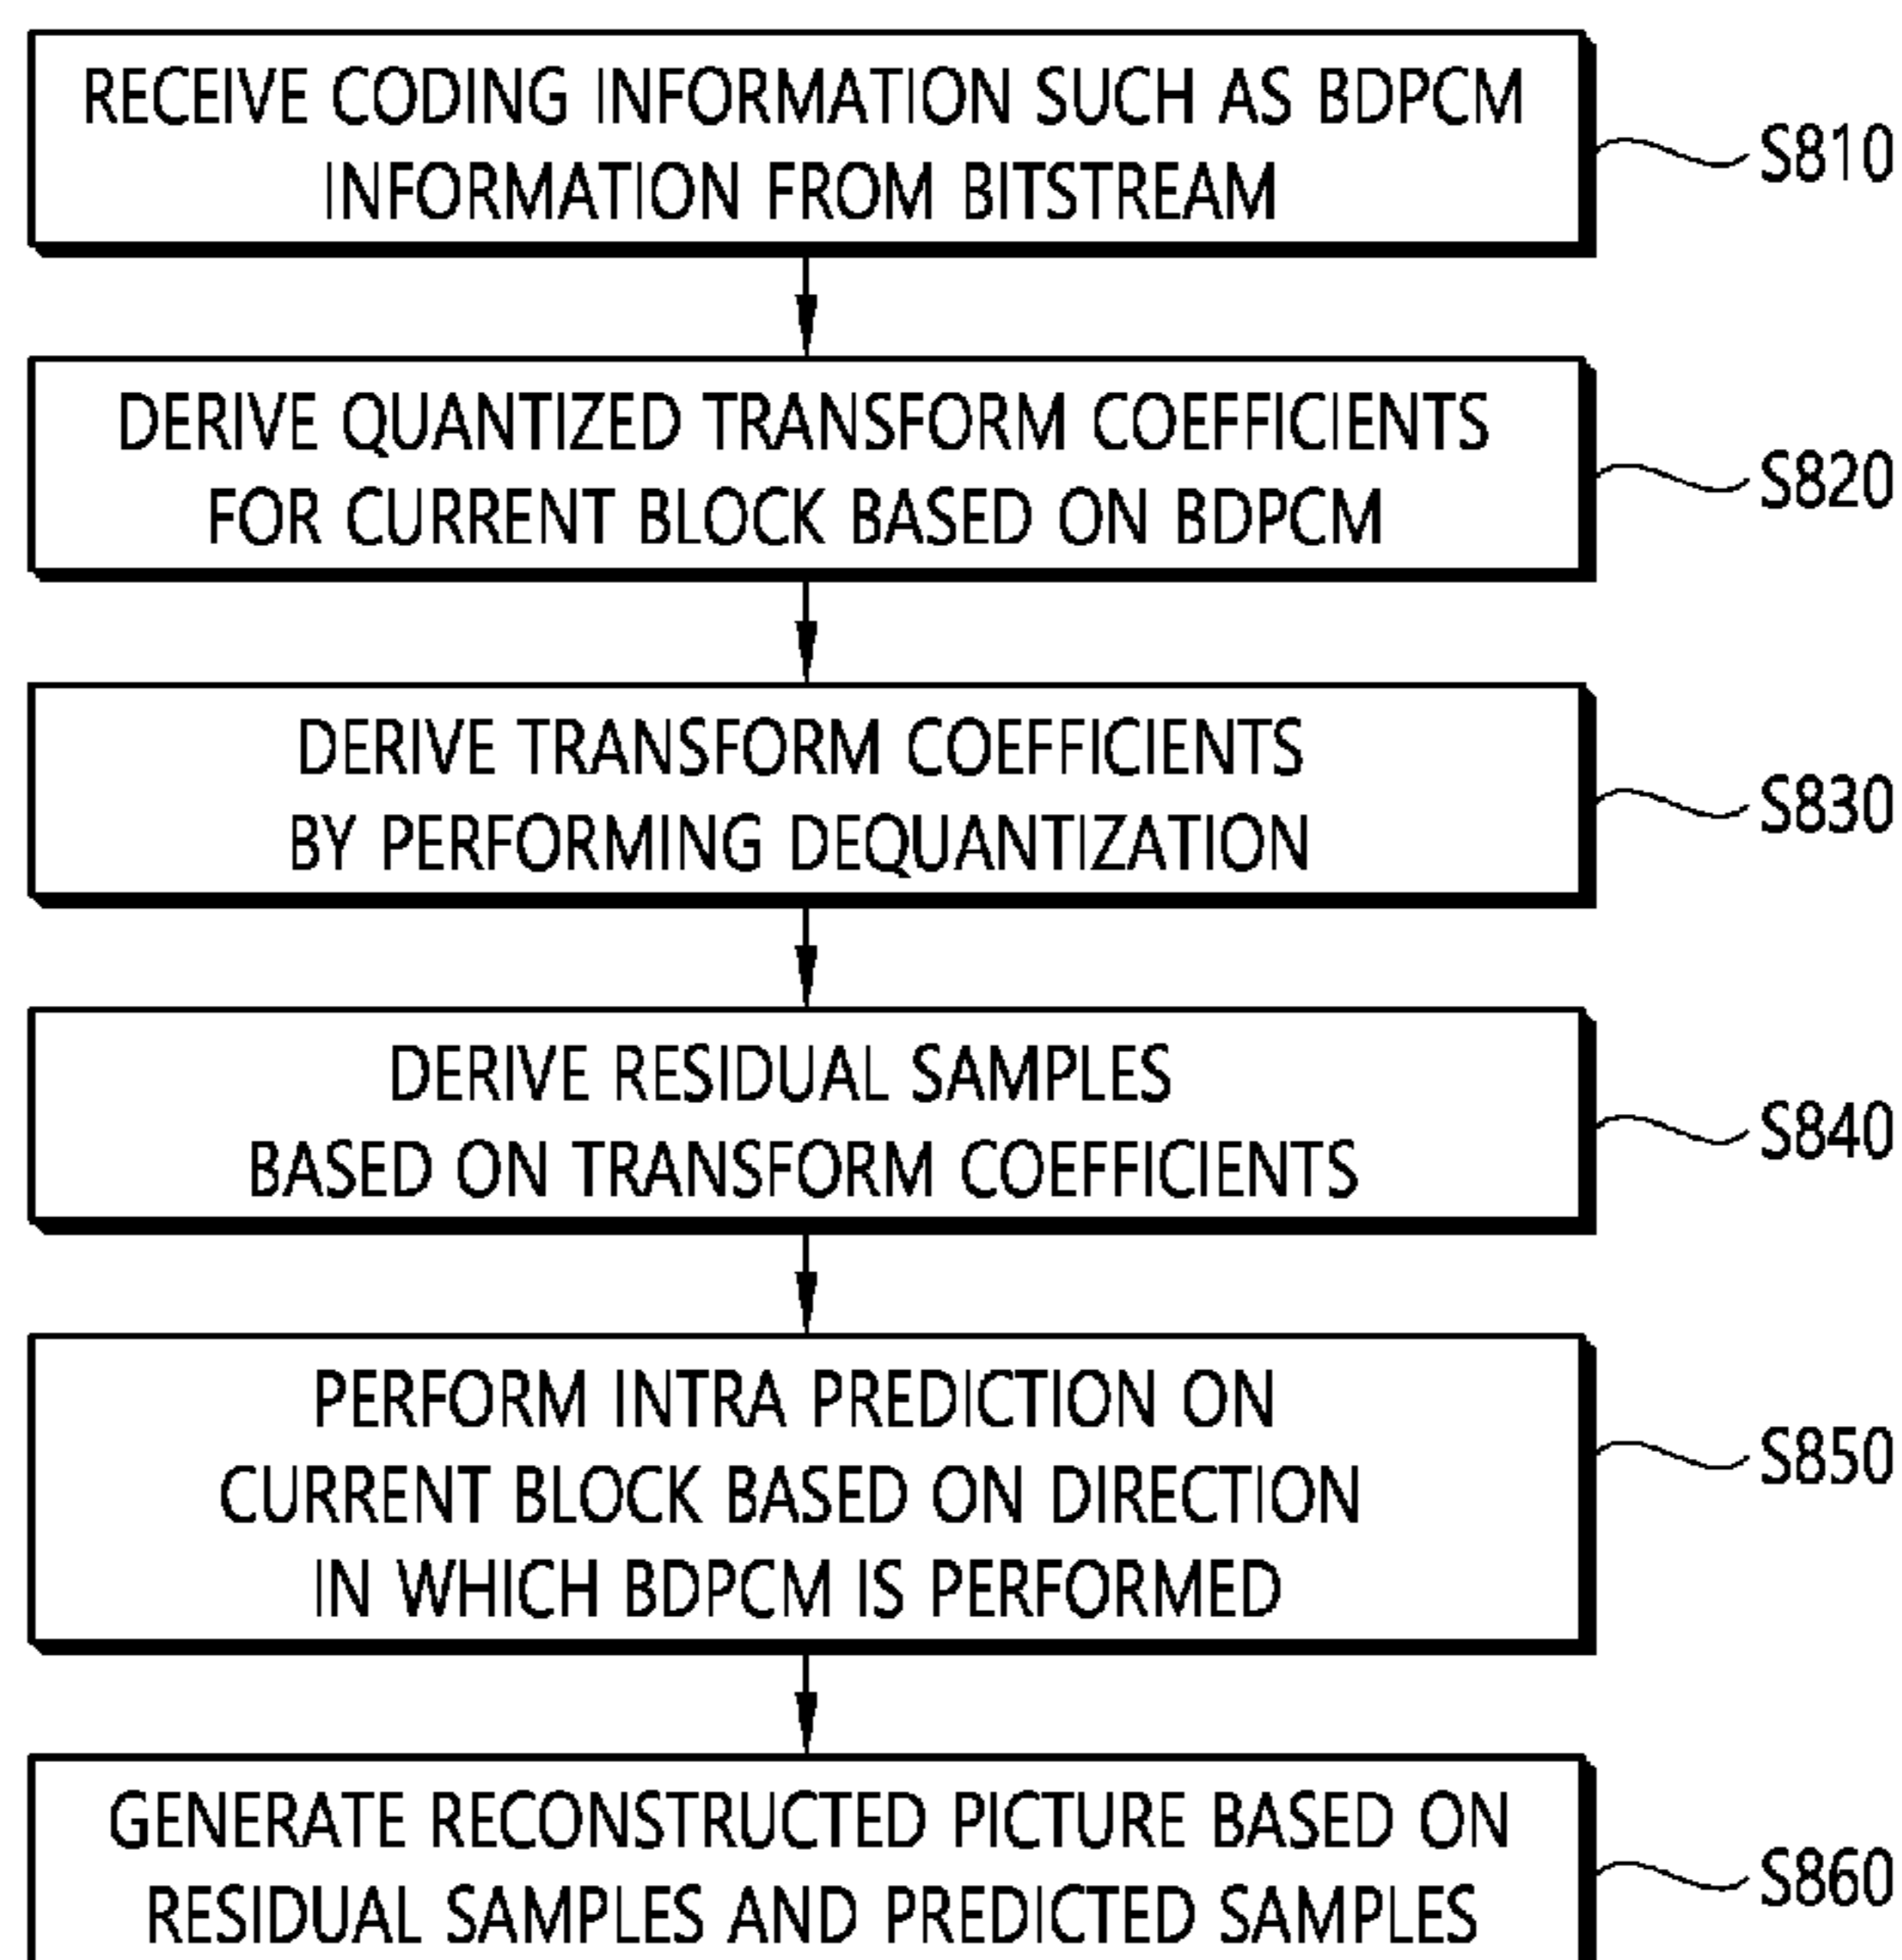 RECEIVE CODING INFORMATION SUCH AS BDPCM
INFORMATION FROM BITSTREAM
S810
DERIVE QUANTIZED TRANSFORM COEFFICIENTS
FOR CURRENT BLOCK BASED ON BDPCM
S820
DERIVE TRANSFORM COEFFICIENTS
BY PERFORMING DEQUANTIZATION
S830
DERIVE RESIDUAL SAMPLES
BASED ON TRANSFORM COEFFICIENTS
S840
PERFORM INTRA PREDICTION ON
CURRENT BLOCK BASED ON DIRECTION
IN WHICH BDPCM IS PERFORMED
S850
GENERATE RECONSTRUCTED PICTURE BASED ON
RESIDUAL SAMPLES AND PREDICTED SAMPLES
S860